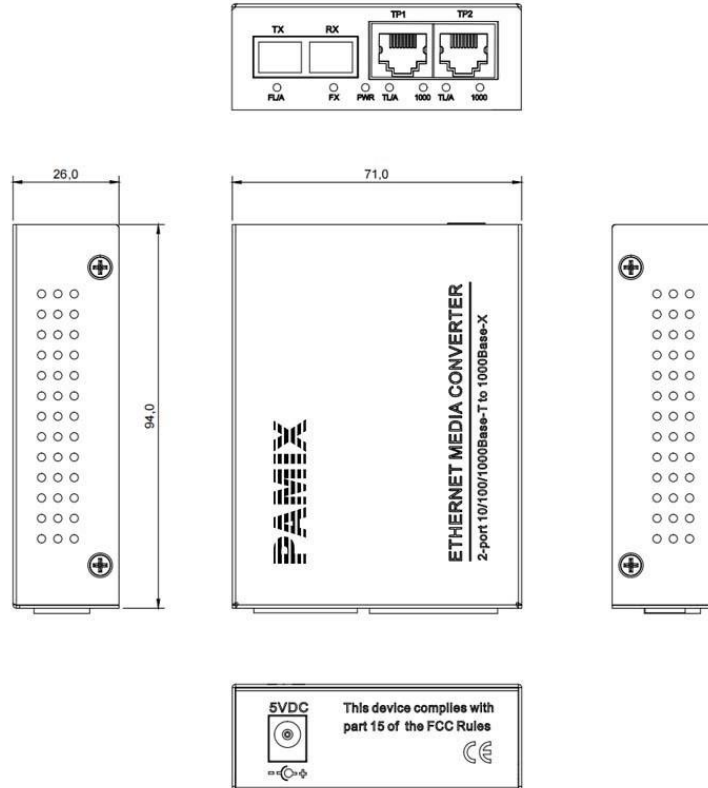 TX RX TP1 TP2
FL/A FX PWR TL/A 1000 TL/A 1000
26,0
71,0
94,0
PAMIX
ETHERNET MEDIA CONVERTER
2-port 10/100/1000Base-T to 1000Base-X
5VDC
This device complies with
part 15 of the FCC Rules
CE